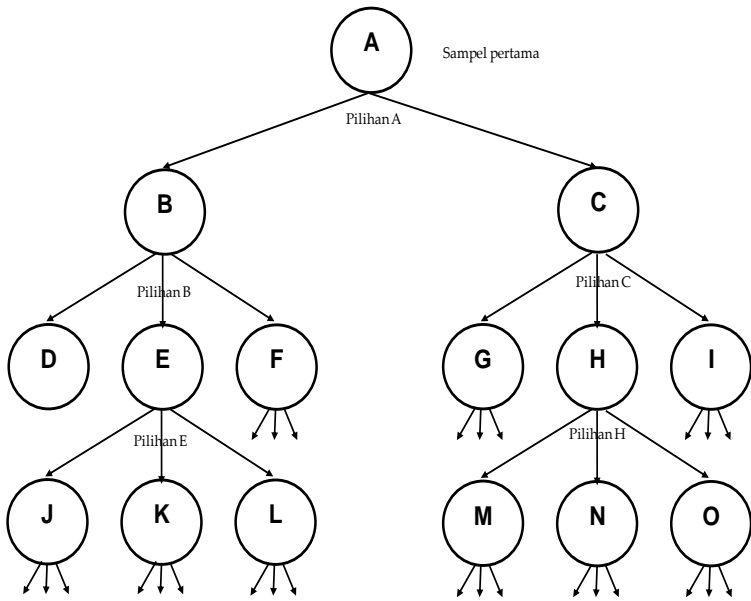 A
Sampel pertama
Pilihan A
B
C
Pilihan B
Pilihan C
D
E
F
G
H
I
Pilihan E
Pilihan H
J
K
L
M
N
O